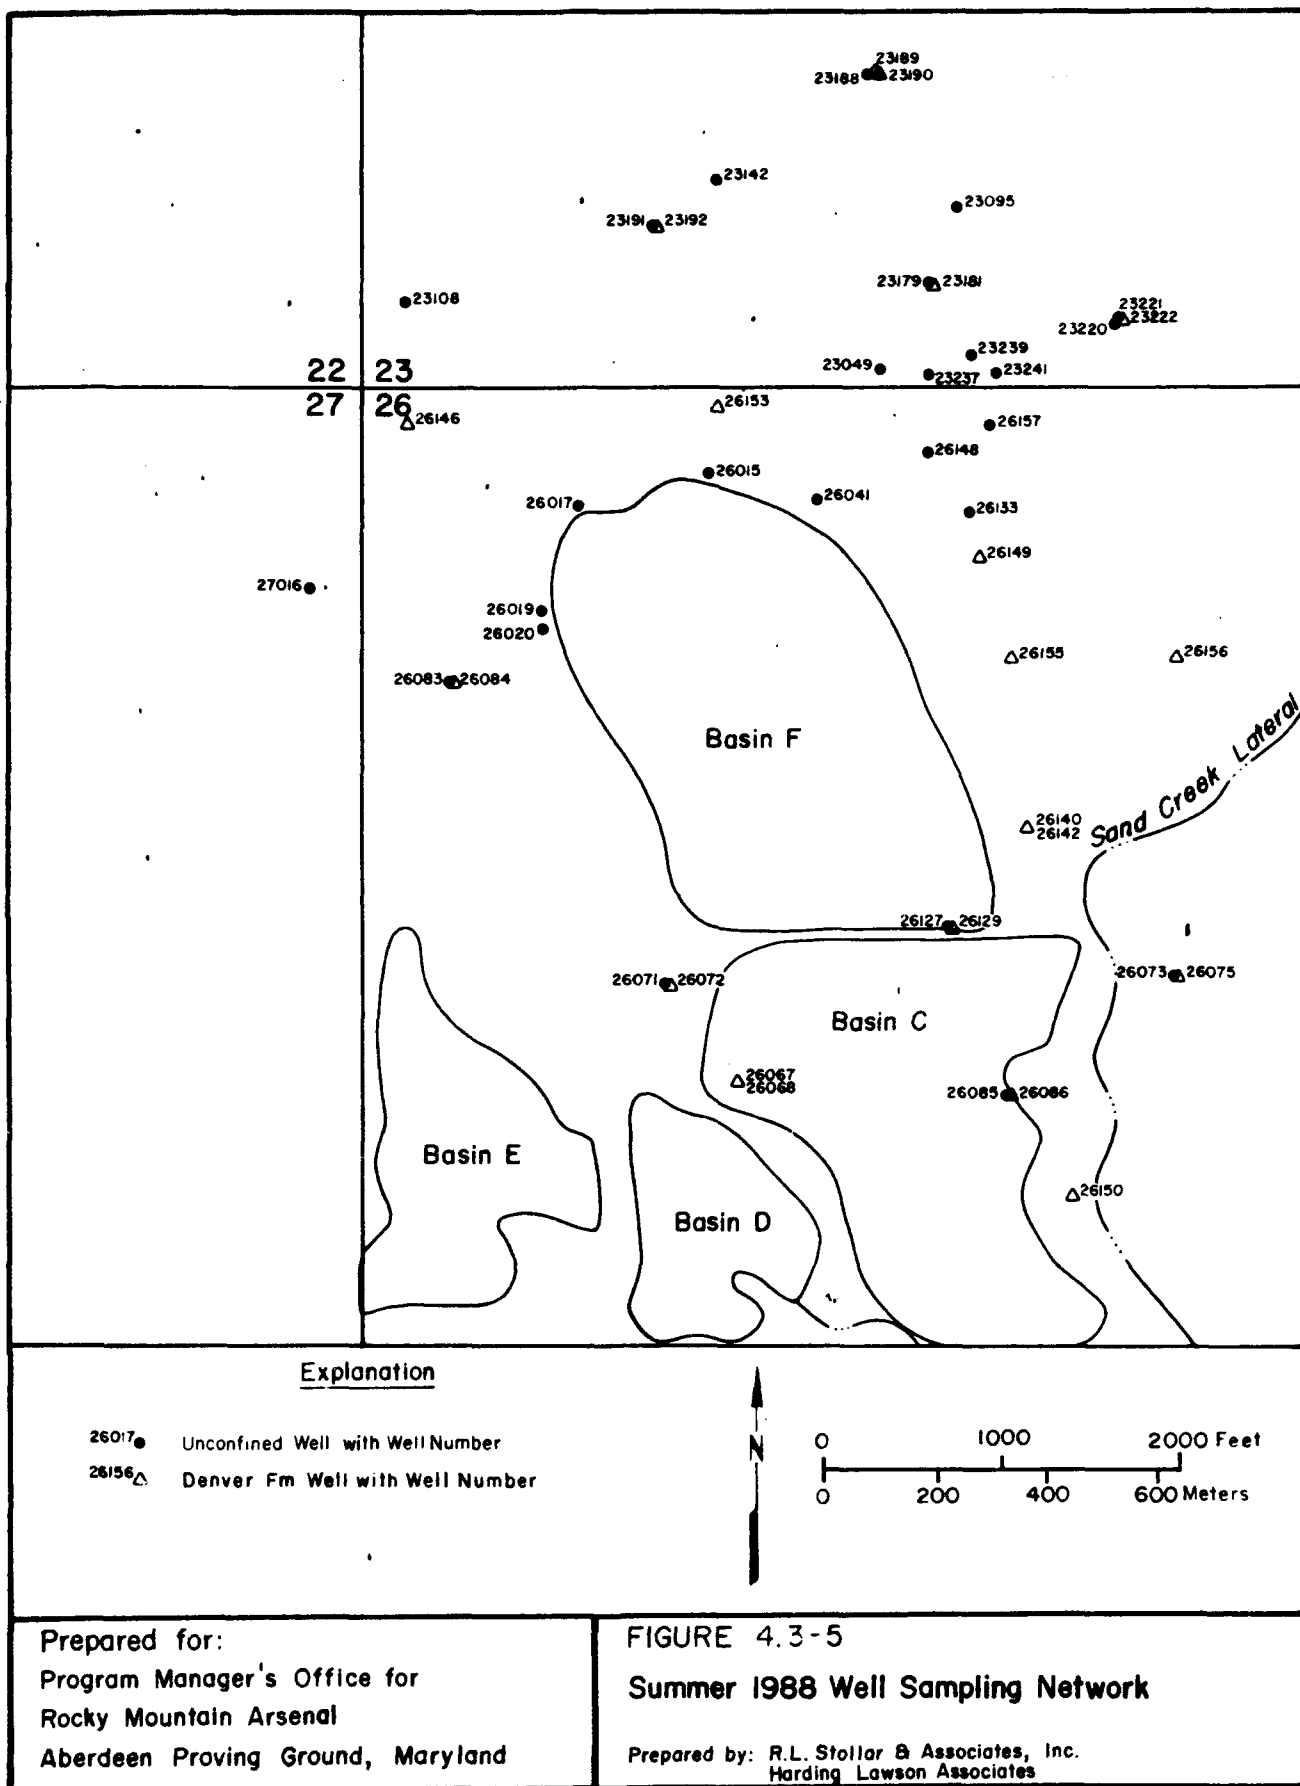 23189
23188 23190
23142
23095
23191 23192
23179 23181
23108
23221
23222
23220
23239
23049
23237
23241
22 23
27 26
26146
26153
26157
26148
26015
26041
26017
26133
26149
27016
26019
26020
26155
26156
26083 26084
Basin F
Sand Creek Lateral
26140
26142
26127 26129
26071 26072
26073 26075
Basin C
26067
26068
26085 26086
Basin E
26150
Basin D
Explanation
26017 Unconfined Well with Well Number
26156 Denver Fm Well with Well Number
N
0 1000 2000 Feet
0 200 400 600 Meters
Prepared for:
Program Manager's Office for
Rocky Mountain Arsenal
Aberdeen Proving Ground, Maryland
FIGURE 4.3-5
Summer 1988 Well Sampling Network
Prepared by: R.L. Stollar & Associates, Inc.
Harding Lawson Associates